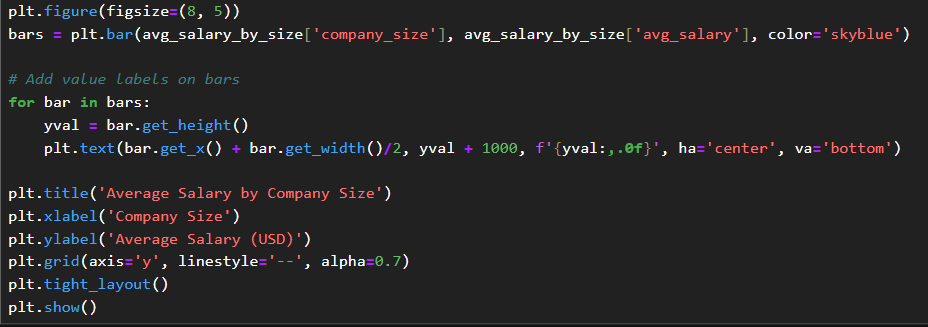 plt.figure(figsize=(8, 5))
bars = plt.bar(avg_salary_by_size['company_size'], avg_salary_by_size['avg_salary'], color='skyblue')

# Add value labels on bars
for bar in bars:
    yval = bar.get_height()
    plt.text(bar.get_x() + bar.get_width()/2, yval + 1000, f'{yval:,.0f}', ha='center', va='bottom')

plt.title('Average Salary by Company Size')
plt.xlabel('Company Size')
plt.ylabel('Average Salary (USD)')
plt.grid(axis='y', linestyle='--', alpha=0.7)
plt.tight_layout()
plt.show()